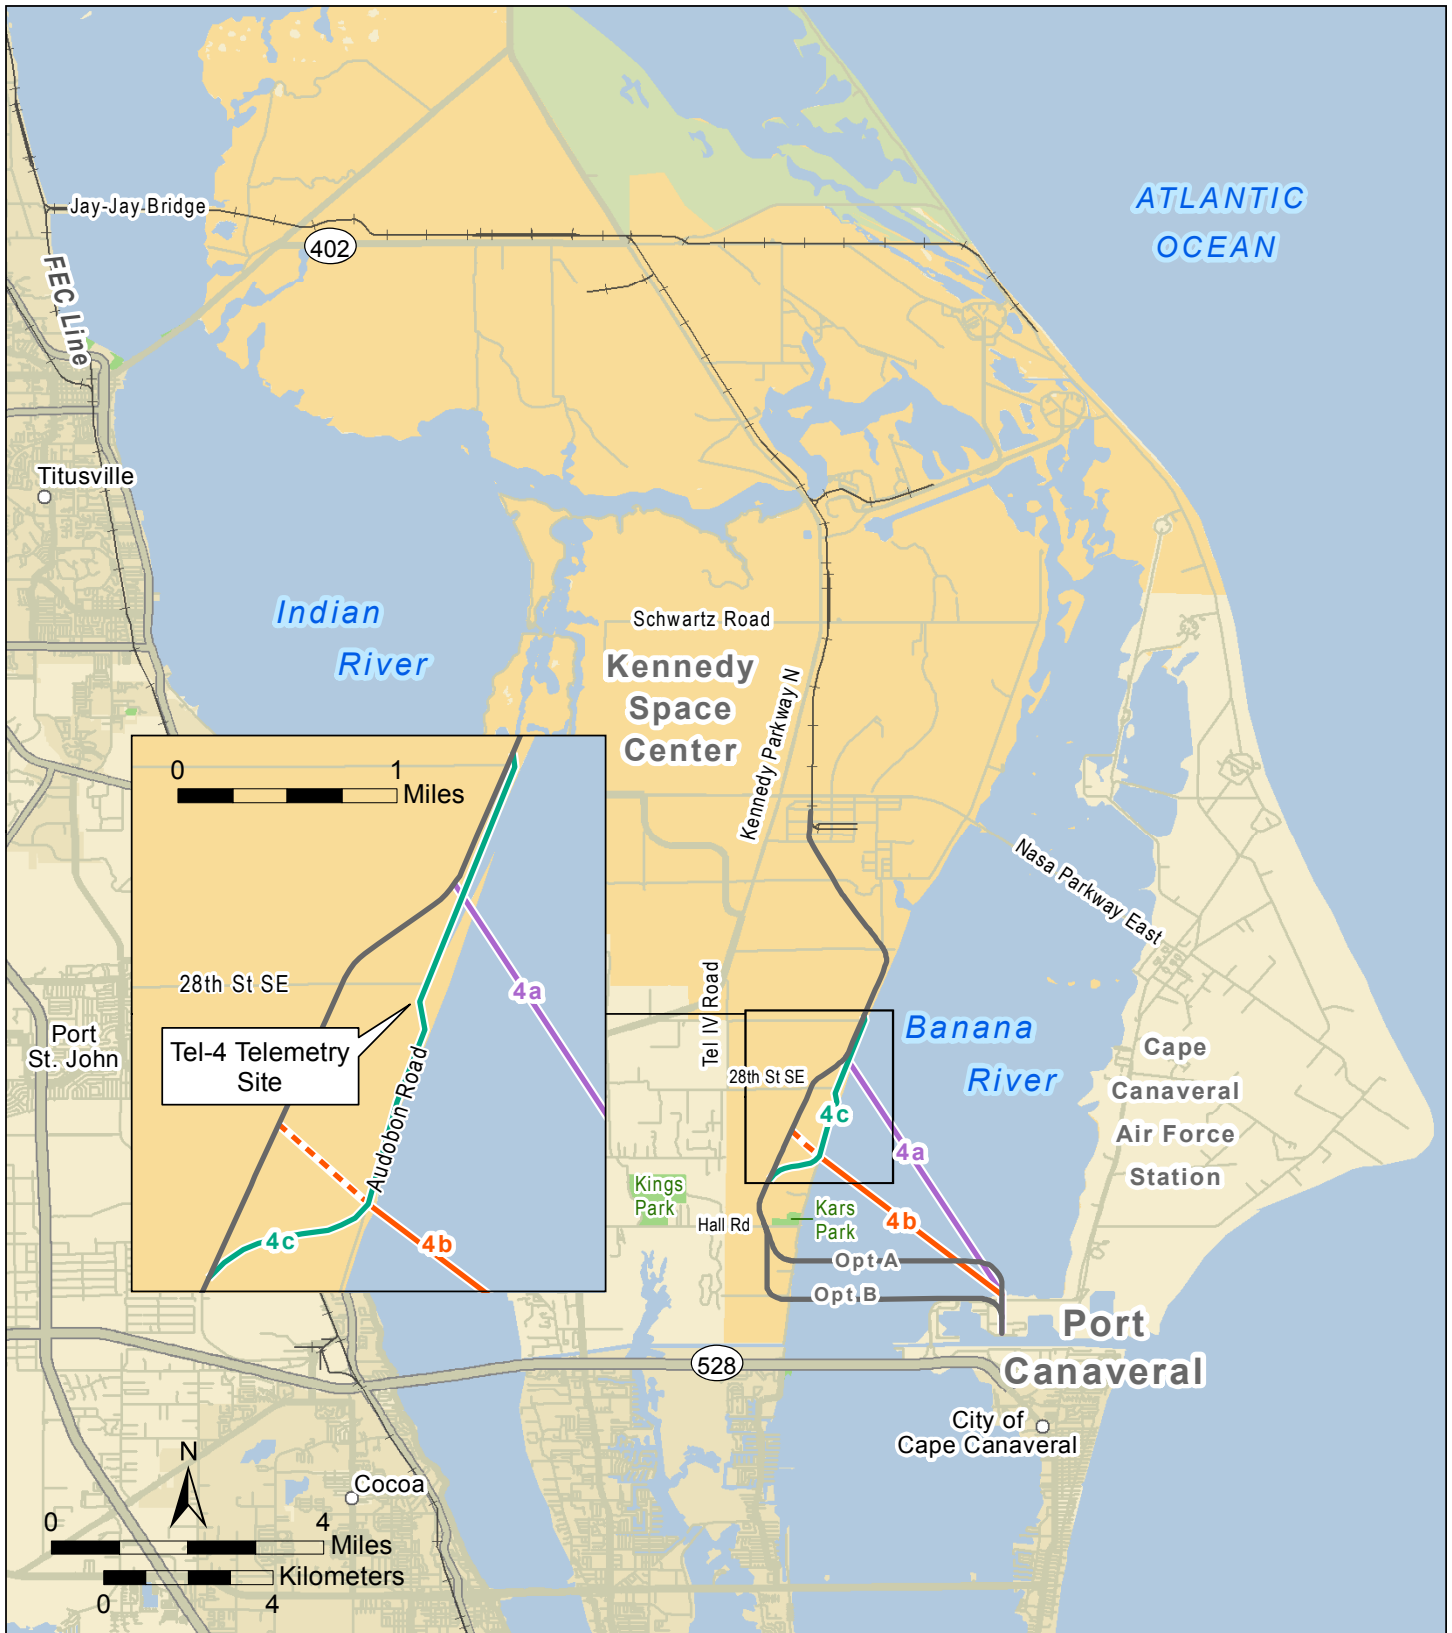 Jay-Jay Bridge
402
ATLANTIC
OCEAN
FEC Line
Titusville
Indian
River
Schwartz Road
Kennedy
Space
Center
Kennedy Parkway N
Nasa Parkway East
0 1
Miles
28th St SE
4a
Tel-4 Telemetry
Site
Audobon Road
4c
4b
Port
St. John
Tel IV Road
28th St SE
Banana
River
4c
4a
4b
Cape
Canaveral
Air Force
Station
Kings
Park
Hall Rd
Kars
Park
Opt A
Opt B
Port
Canaveral
528
City of
Cape Canaveral
Cocoa
N
0 4
Miles
Kilometers
0 4